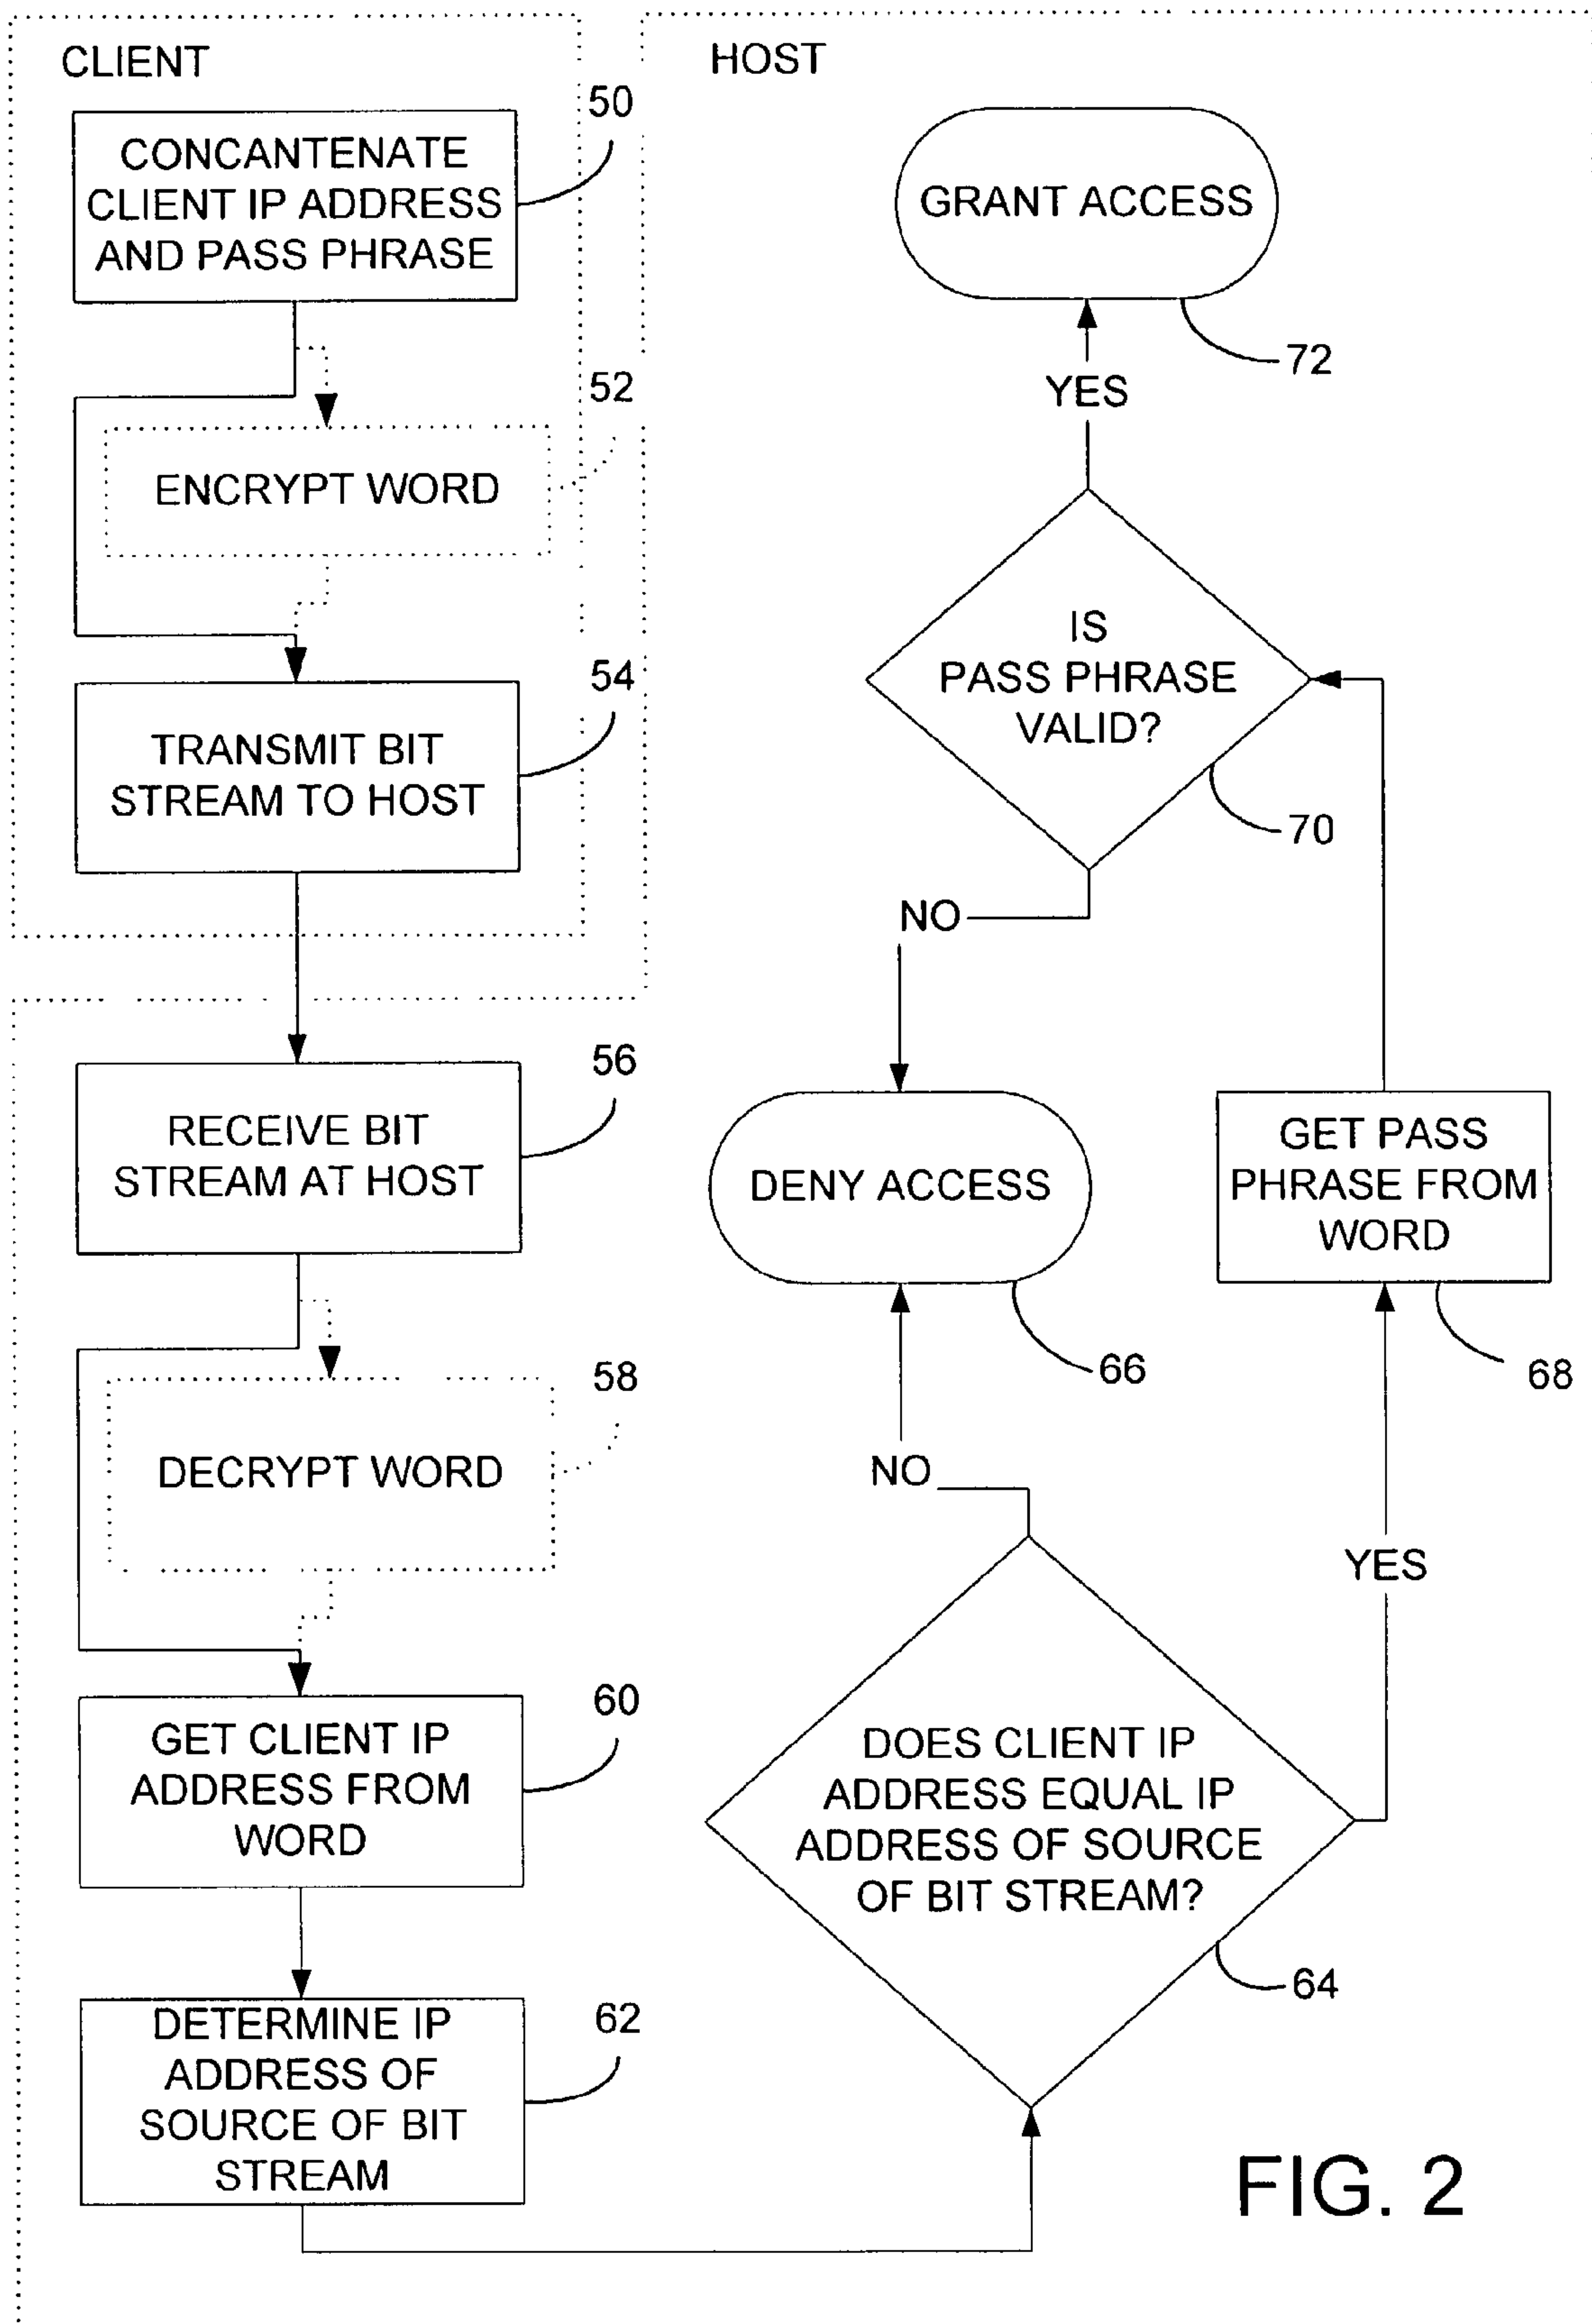 CLIENT
50
CONCANTENATE
CLIENT IP ADDRESS
AND PASS PHRASE
52
ENCRYPT WORD
54
TRANSMIT BIT
STREAM TO HOST
56
RECEIVE BIT
STREAM AT HOST
58
DECRYPT WORD
60
GET CLIENT IP
ADDRESS FROM
WORD
62
DETERMINE IP
ADDRESS OF
SOURCE OF BIT
STREAM
HOST
GRANT ACCESS
72
YES
IS
PASS PHRASE
VALID?
70
NO
DENY ACCESS
66
GET PASS
PHRASE FROM
WORD
68
NO
YES
DOES CLIENT IP
ADDRESS EQUAL IP
ADDRESS OF SOURCE
OF BIT STREAM?
64
FIG. 2